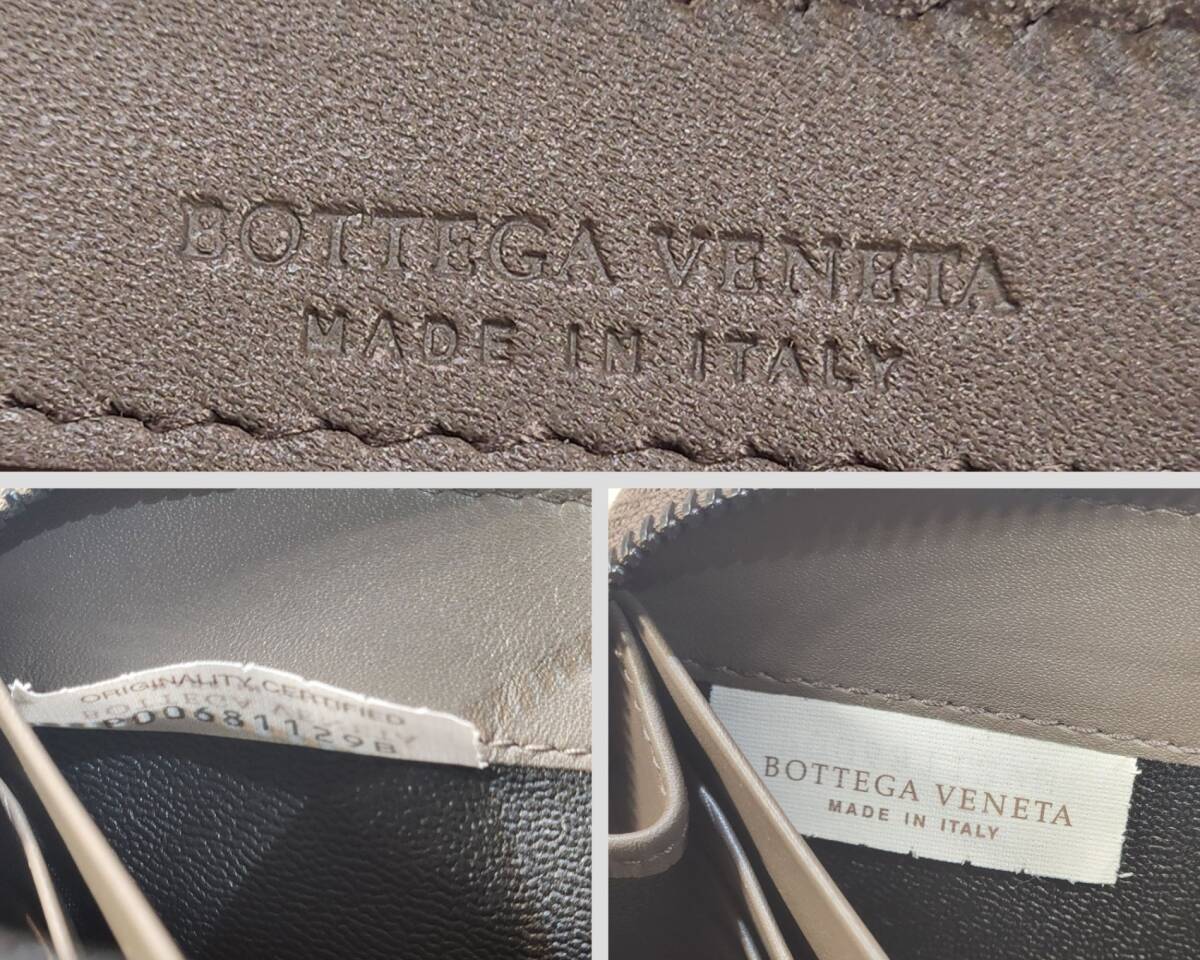 BOTTEGA VENETA
MADE IN ITALY
ORIGINALITY CERTIFIED
B00681129B
BOTTEGA VENETA
MADE IN ITALY